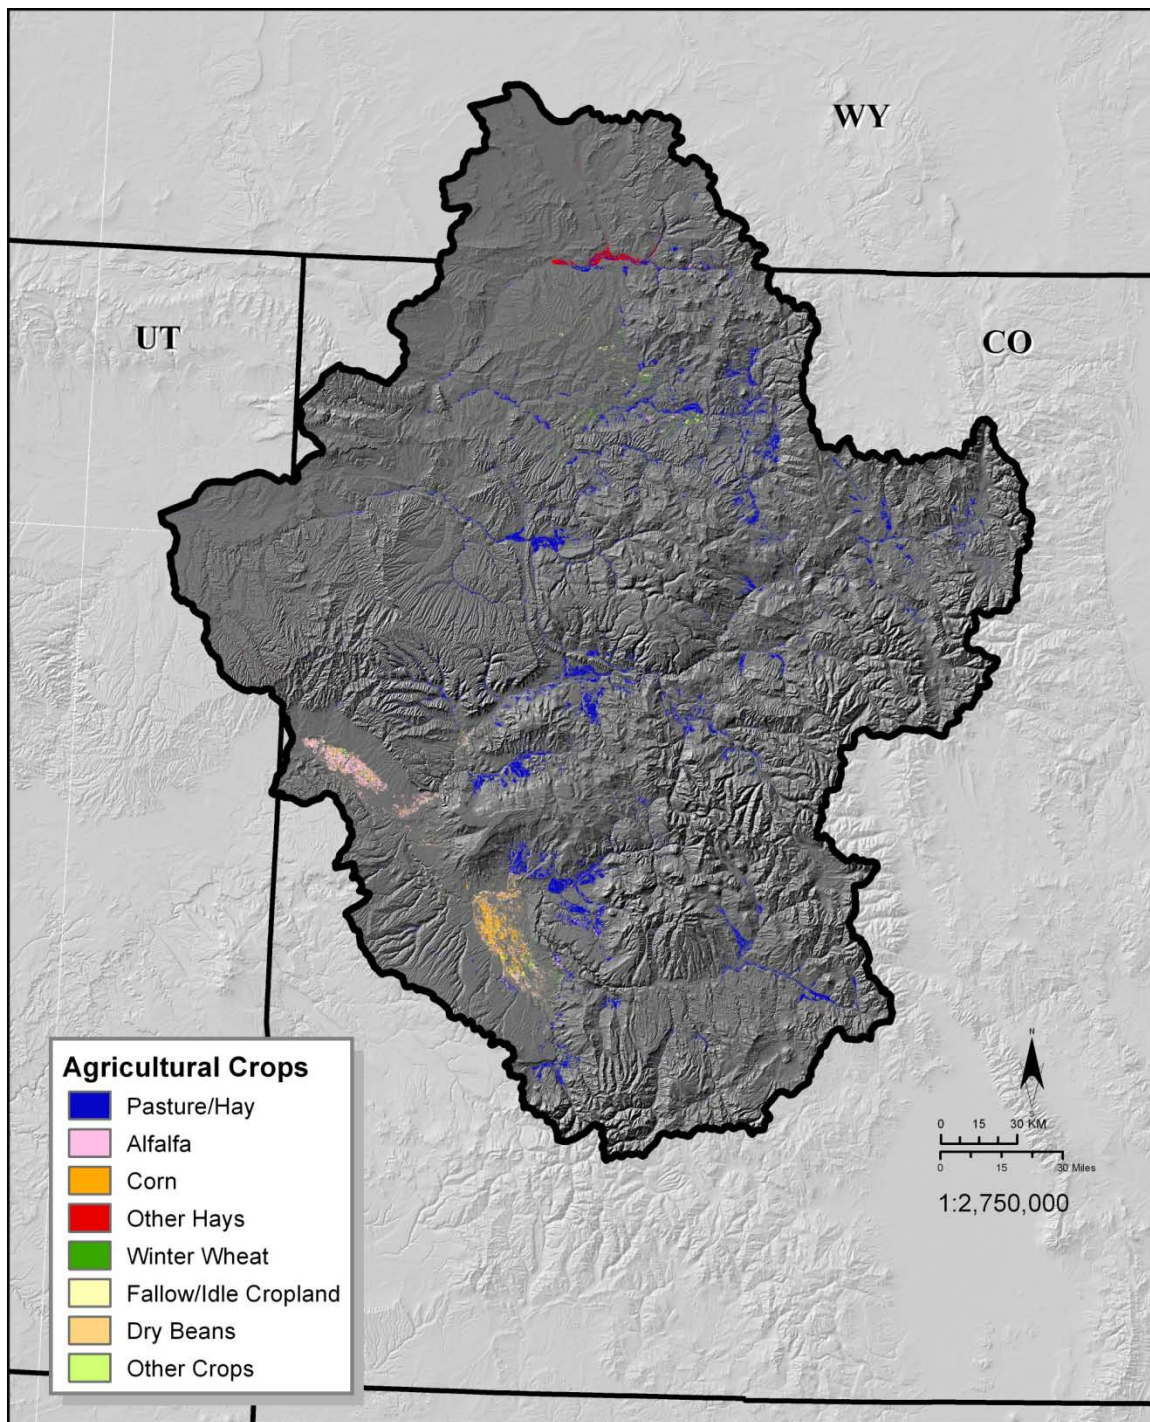 WY
UT
CO
Agricultural Crops
Pasture/Hay
Alfalfa
Corn
Other Hays
Winter Wheat
Fallow/Idle Cropland
Dry Beans
Other Crops
N
S
0 15 30 KM
0 15 30 Miles
1:2,750,000